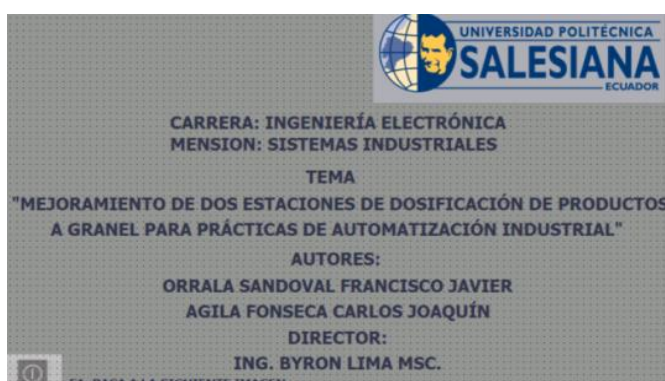 UNIVERSIDAD POLITÉCNICA
SALESIANA
ECUADOR
CARRERA: INGENIERÍA ELECTRÓNICA
MENSION: SISTEMAS INDUSTRIALES
TEMA
"MEJORAMIENTO DE DOS ESTACIONES DE DOSIFICACIÓN DE PRODUCTOS
A GRANEL PARA PRÁCTICAS DE AUTOMATIZACIÓN INDUSTRIAL"
AUTORES:
ORRALA SANDOVAL FRANCISCO JAVIER
AGILA FONSECA CARLOS JOAQUÍN
DIRECTOR:
ING. BYRON LIMA MSC.